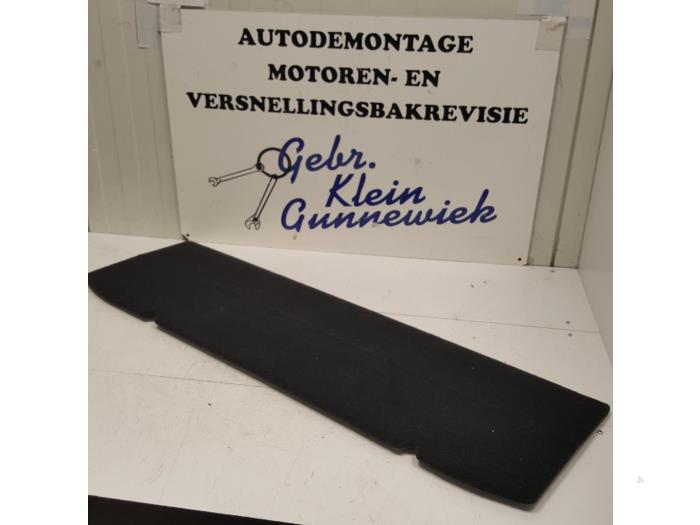 AUTODEMONTAGE
MOTOREN- EN
VERSNELLINGSBAKREVISIE
Gebr.
Klein
Gunnewiek